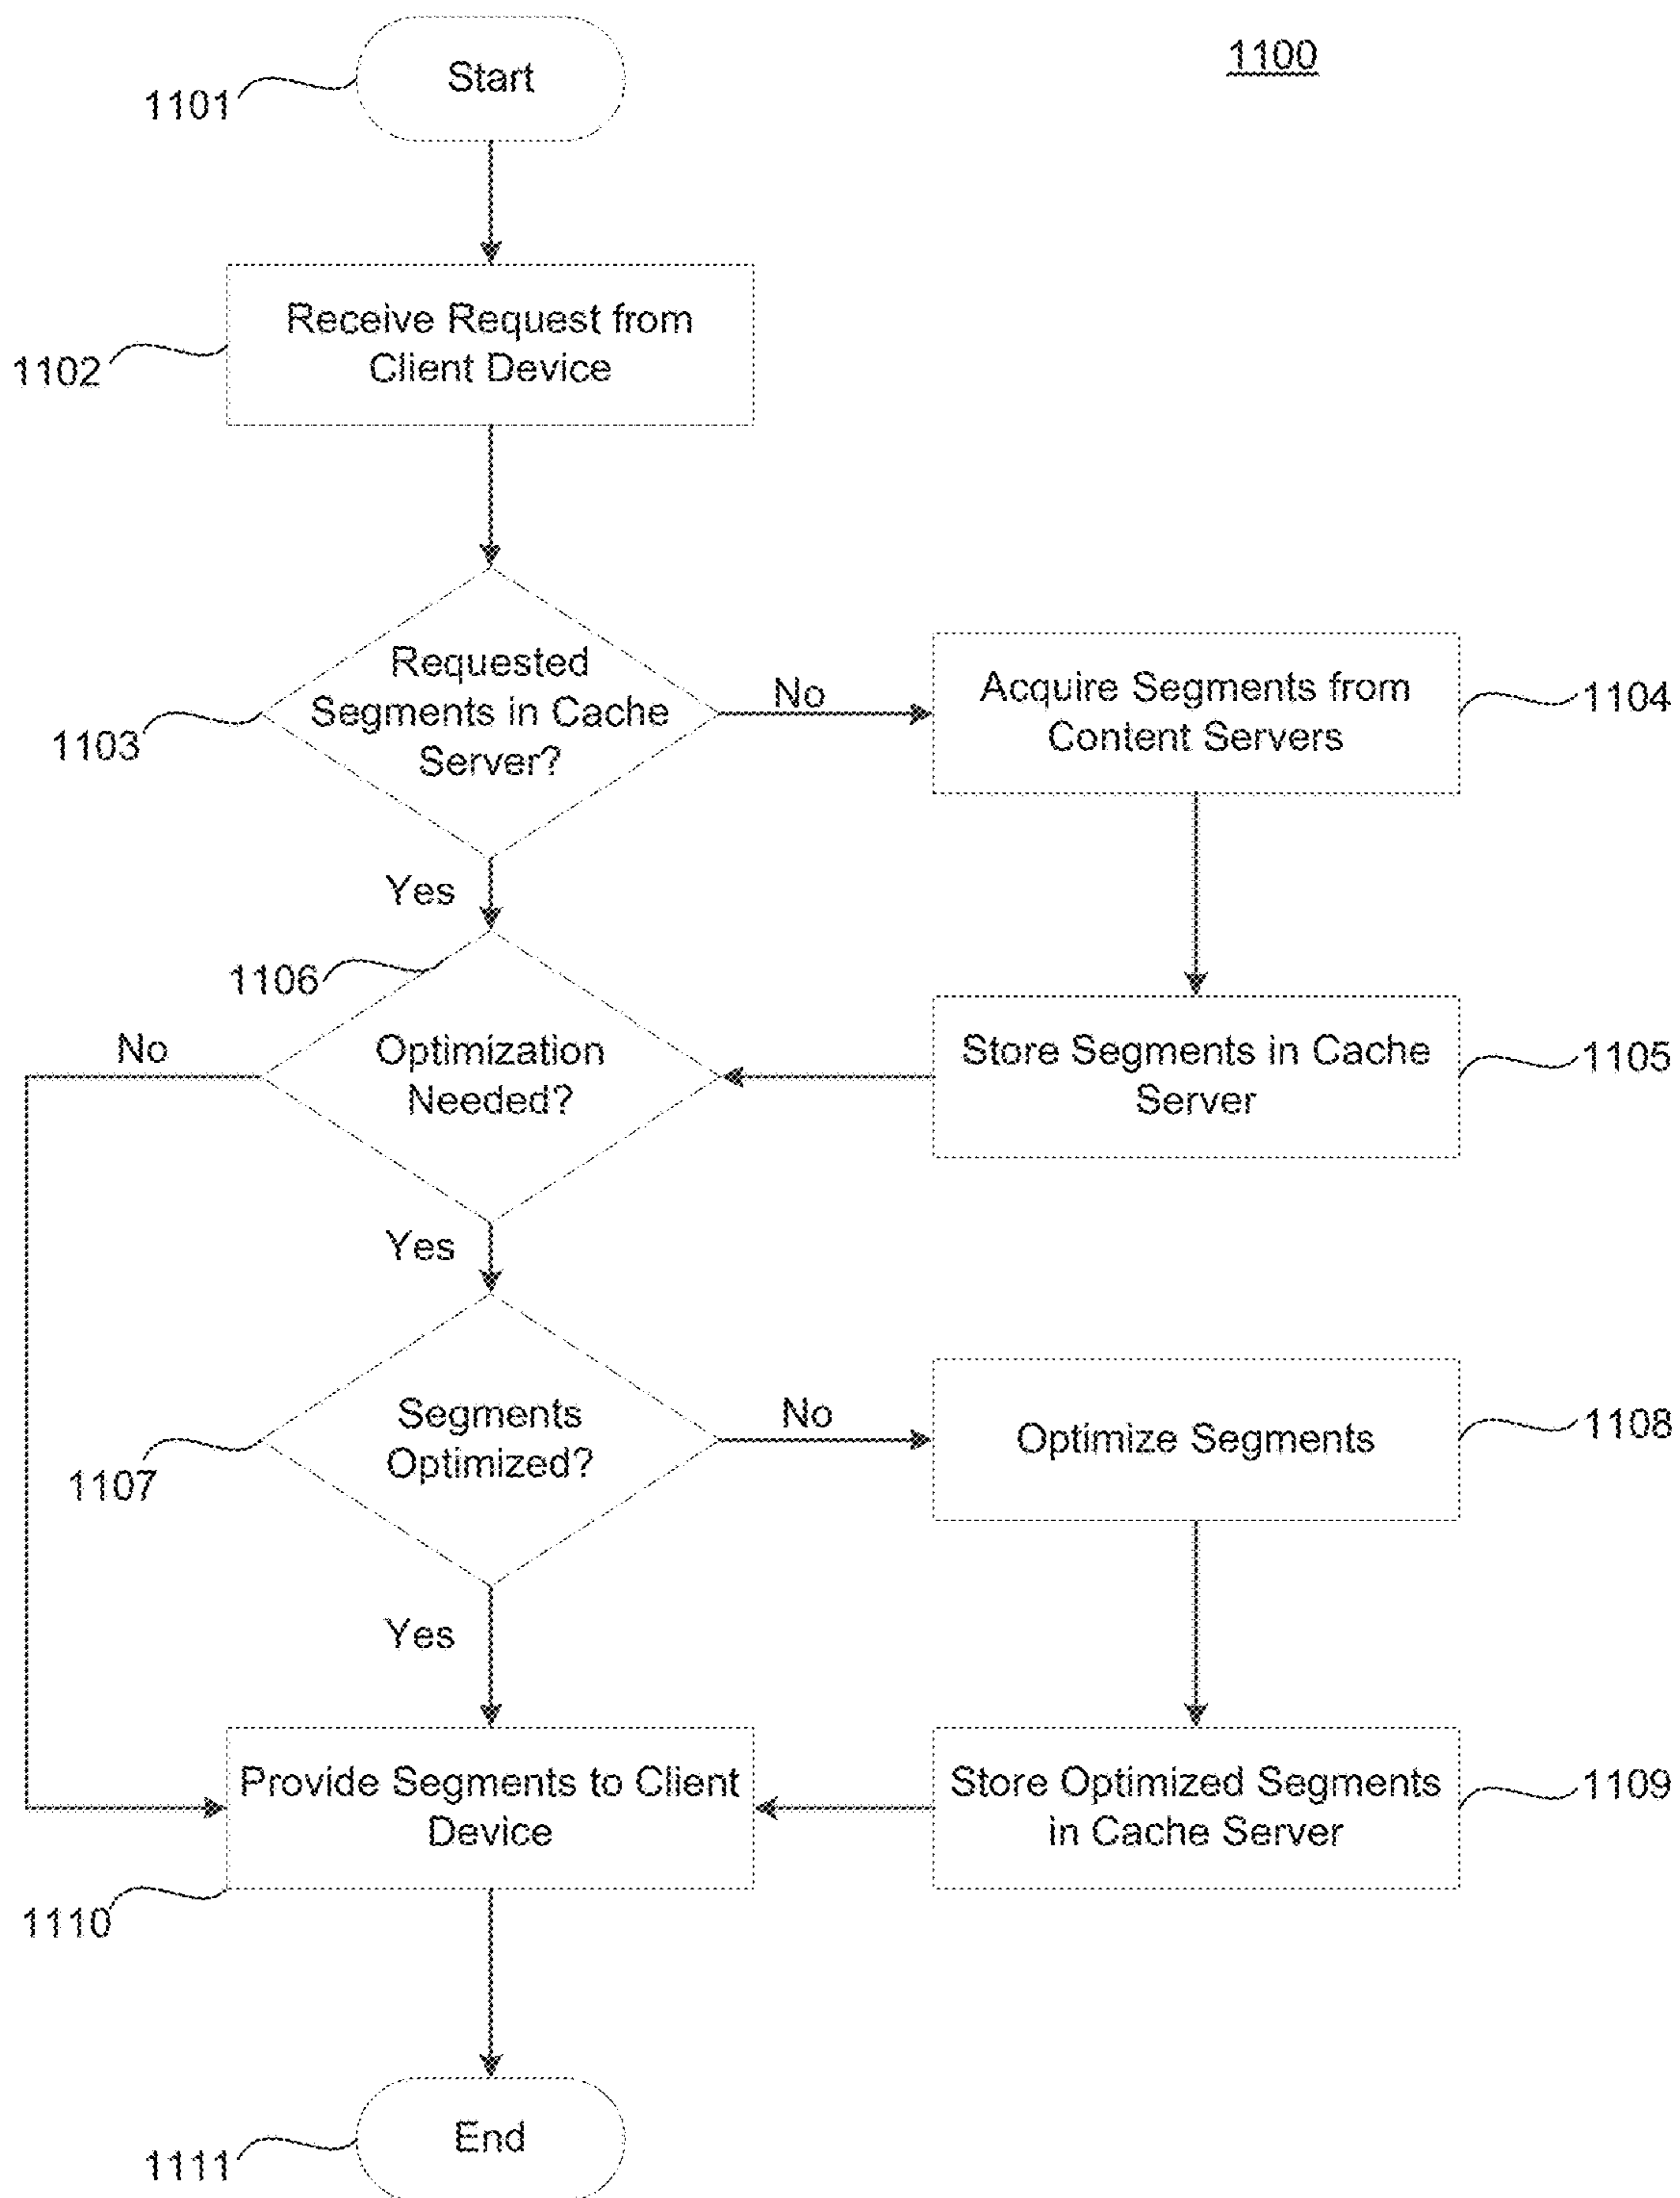 1100
Start
1101
Receive Request from
Client Device
1102
Requested
Segments in Cache
Server?
1103
No
Acquire Segments from
Content Servers
1104
Yes
1106
Optimization
Needed?
No
Store Segments in Cache
Server
1105
Yes
Segments
Optimized?
1107
No
Optimize Segments
1108
Yes
Provide Segments to Client
Device
1110
Store Optimized Segments
in Cache Server
1109
End
1111